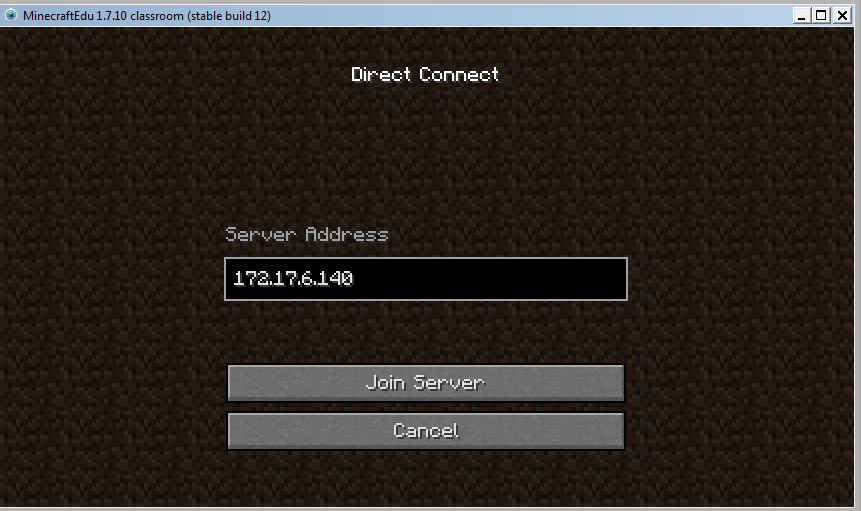 MinecraftEdu 1.7.10 classroom (stable build 12)
Direct Connect
Server Address
172.17.6.140
Join Server
Cancel